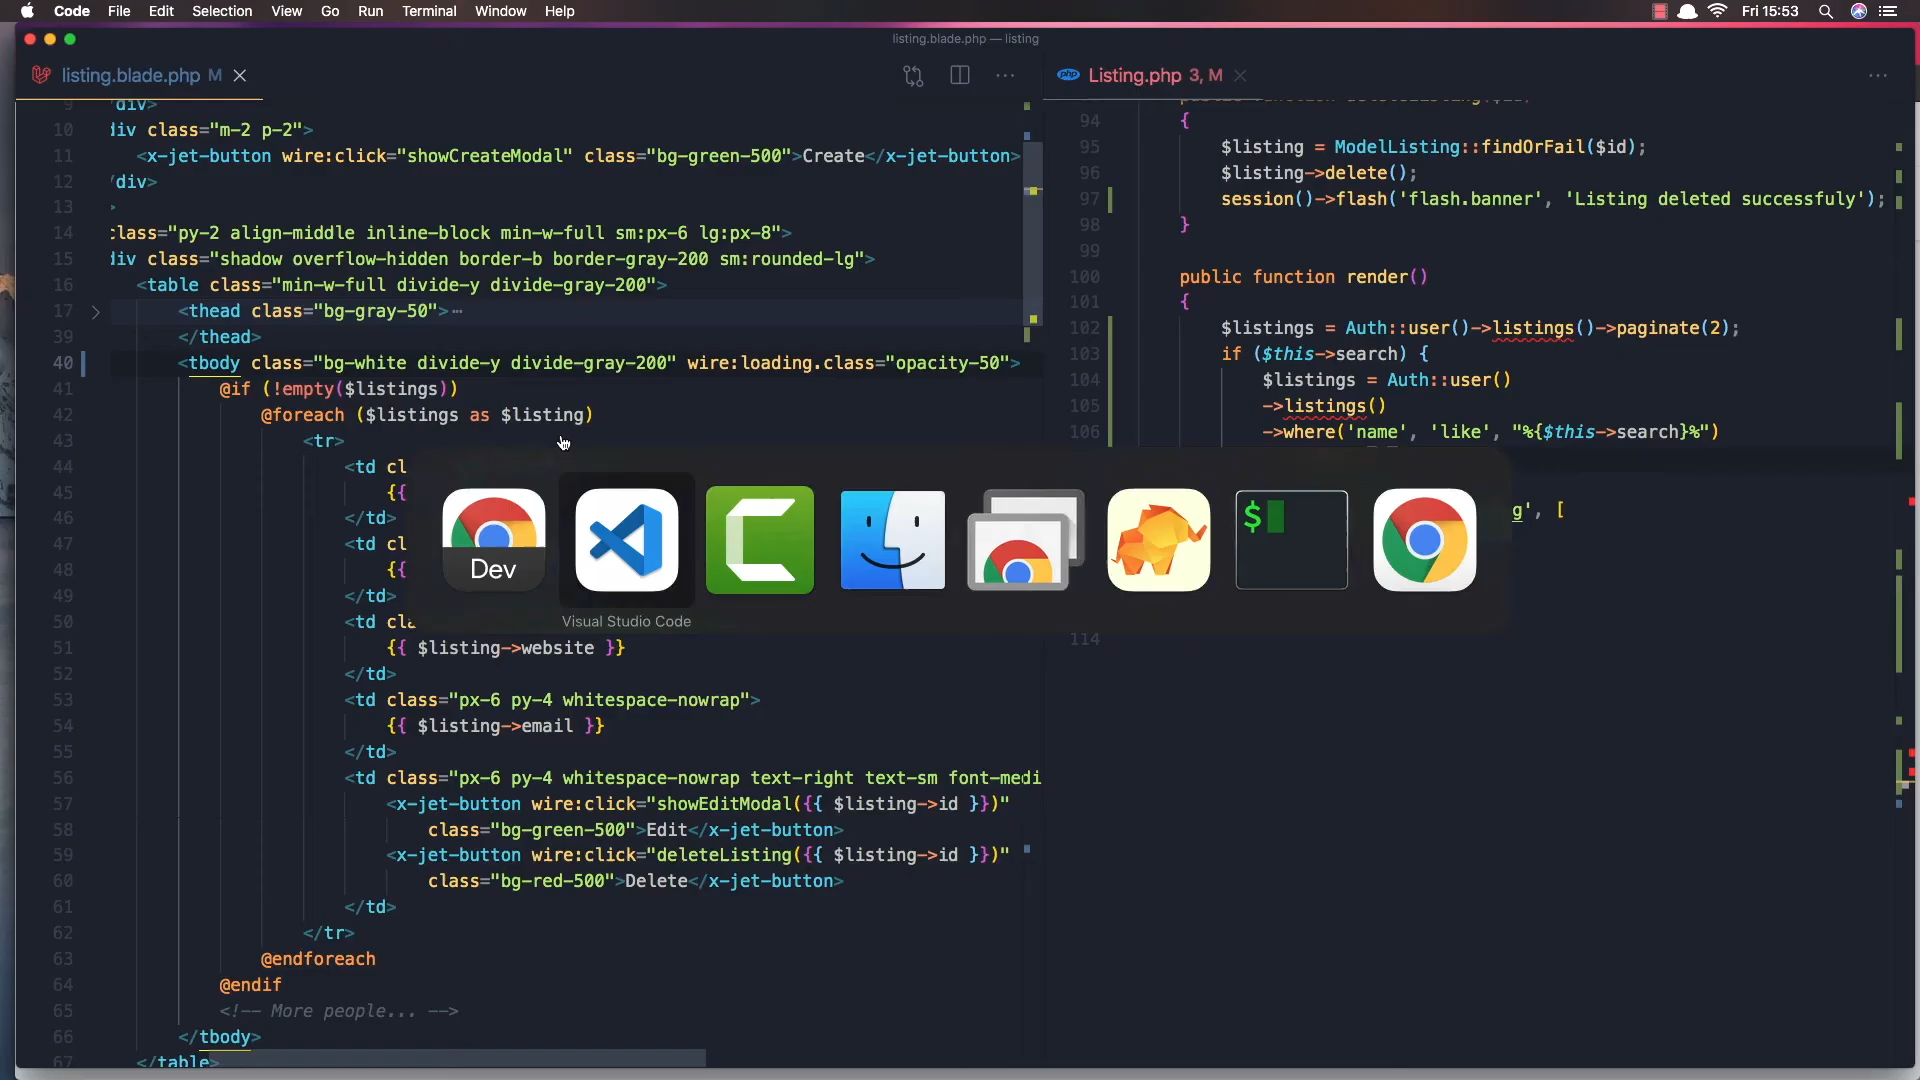 Code File Edit Selection View Go Run Terminal Window Help
Fri 15:53
listing.blade.php — listing
listing.blade.php M
Listing.php 3, M
9 div>
10 div class="m-2 p-2">
11 <x-jet-button wire:click="showCreateModal" class="bg-green-500">Create</x-jet-button>
12 /div>
13 >
14 class="py-2 align-middle inline-block min-w-full sm:px-6 lg:px-8">
15 div class="shadow overflow-hidden border-b border-gray-200 sm:rounded-lg">
16 <table class="min-w-full divide-y divide-gray-200">
17 <thead class="bg-gray-50">…
39 </thead>
40 <tbody class="bg-white divide-y divide-gray-200" wire:loading.class="opacity-50">
41 @if (!empty($listings))
42 @foreach ($listings as $listing)
43 <tr>
44 <td cl
45 {{
46 </td>
47 <td cl
48 {{
49 </td>
50 <td cla
51 {{ $listing->website }}
52 </td>
53 <td class="px-6 py-4 whitespace-nowrap">
54 {{ $listing->email }}
55 </td>
56 <td class="px-6 py-4 whitespace-nowrap text-right text-sm font-medi
57 <x-jet-button wire:click="showEditModal({{ $listing->id }})"
58 class="bg-green-500">Edit</x-jet-button>
59 <x-jet-button wire:click="deleteListing({{ $listing->id }})"
60 class="bg-red-500">Delete</x-jet-button>
61 </td>
62 </tr>
63 @endforeach
64 @endif
65 <!-- More people... -->
66 </tbody>
67 </table>
94 {
95 $listing = ModelListing::findOrFail($id);
96 $listing->delete();
97 session()->flash('flash.banner', 'Listing deleted successfuly');
98 }
99
100 public function render()
101 {
102 $listings = Auth::user()->listings()->paginate(2);
103 if ($this->search) {
104 $listings = Auth::user()
105 ->listings()
106 ->where('name', 'like', "%{$this->search}%")
g', [
114
Dev
$
Visual Studio Code